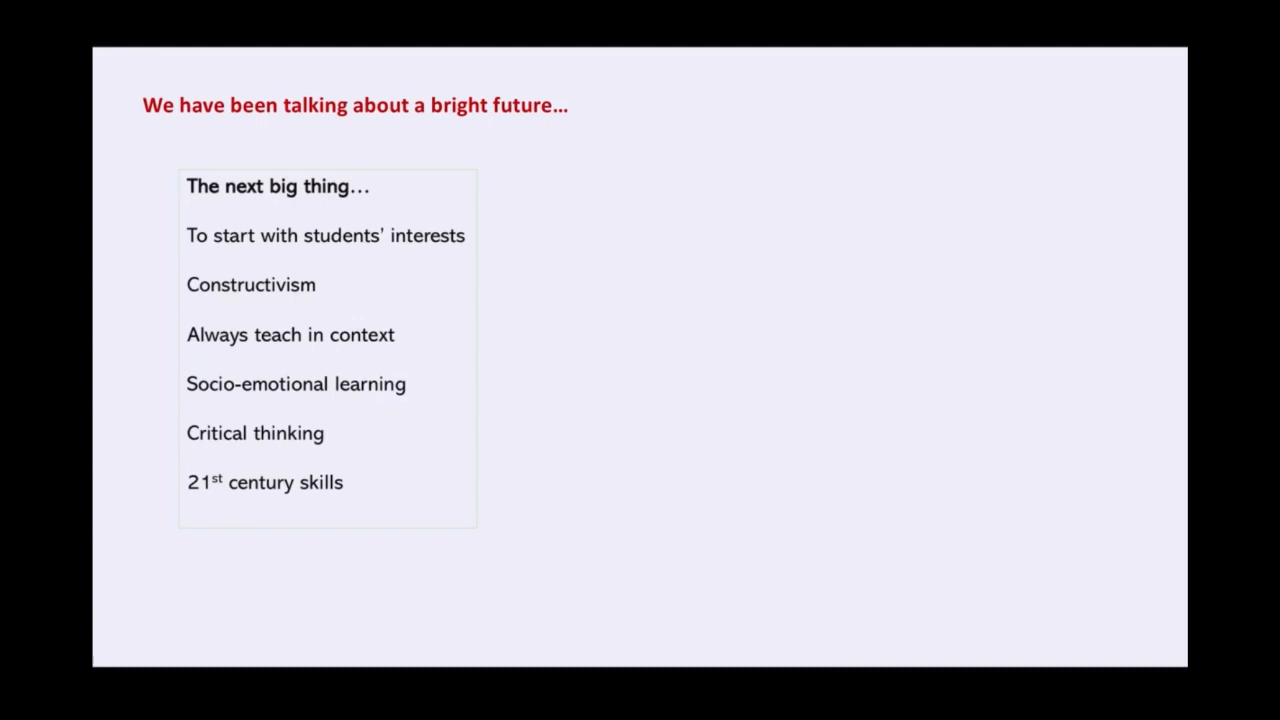 We have been talking about a bright future…
The next big thing…
To start with students’ interests
Constructivism
Always teach in context
Socio-emotional learning
Critical thinking
21st century skills